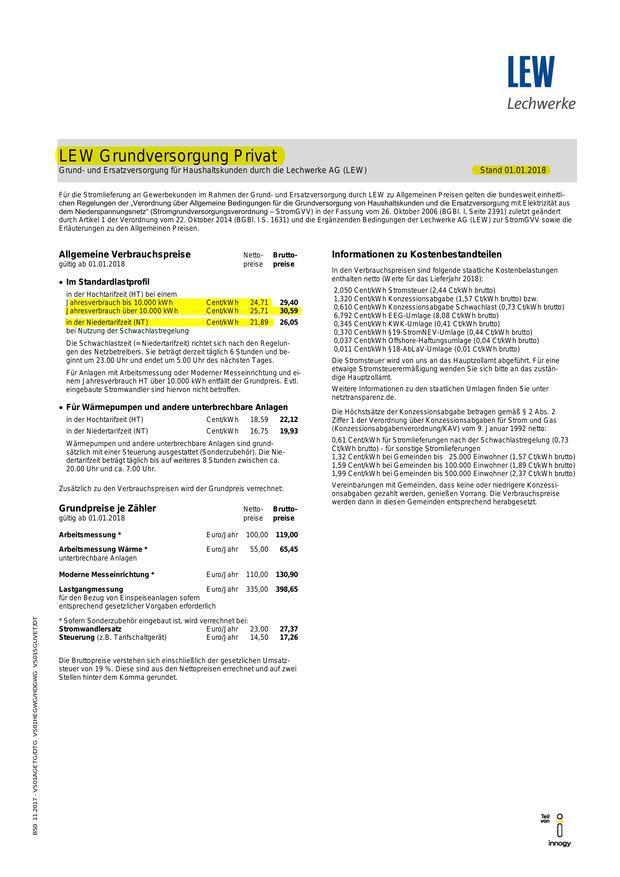 LEW
Lechwerke
LEW Grundversorgung Privat
Grund- und Ersatzversorgung für Haushaltskunden durch die Lechwerke AG (LEW)
Stand 01.01.2018
Für die Stromlieferung an Gewerbekunden im Rahmen der Grund- und Ersatzversorgung durch LEW zu Allgemeinen Preisen gelten die bundesweit einheitli-
chen Regelungen der „Verordnung über Allgemeine Bedingungen für die Grundversorgung von Haushaltskunden und die Ersatzversorgung mit Elektrizität aus
dem Niederspannungsnetz" (Stromgrundversorgungsverordnung – StromGVV) in der Fassung vom 26. Oktober 2006 (BGBl. I, Seite 2391) zuletzt geändert
durch Artikel 1 der Verordnung vom 22. Oktober 2014 (BGBl. I S. 1631) und die Ergänzenden Bedingungen der Lechwerke AG (LEW) zur StromGVV sowie die
Erläuterungen zu den Allgemeinen Preisen.
Allgemeine Verbrauchspreise Netto- Brutto-
gültig ab 01.01.2018 preise preise
• Im Standardlastprofil
in der Hochtarifzeit (HT) bei einem
Jahresverbrauch bis 10.000 kWh Cent/kWh 24,71 29,40
Jahresverbrauch über 10.000 kWh Cent/kWh 25,71 30,59
in der Niedertarifzeit (NT) Cent/kWh 21,89 26,05
bei Nutzung der Schwachlastregelung
Die Schwachlastzeit (= Niedertarifzeit) richtet sich nach den Regelun-
gen des Netzbetreibers. Sie beträgt derzeit täglich 6 Stunden und be-
ginnt um 23.00 Uhr und endet um 5.00 Uhr des nächsten Tages.
Für Anlagen mit Arbeitsmessung oder Moderner Messeinrichtung und ei-
nem Jahresverbrauch HT über 10.000 kWh entfällt der Grundpreis. Evtl.
eingebaute Stromwandler sind hiervon nicht betroffen.
• Für Wärmepumpen und andere unterbrechbare Anlagen
in der Hochtarifzeit (HT) Cent/kWh 18,59 22,12
in der Niedertarifzeit (NT) Cent/kWh 16,75 19,93
Wärmepumpen und andere unterbrechbare Anlagen sind grund-
sätzlich mit einer Steuerung ausgestattet (Sonderzubehör). Die Nie-
dertarifzeit beträgt täglich bis auf weiteres 8 Stunden zwischen ca.
20.00 Uhr und ca. 7.00 Uhr.
Zusätzlich zu den Verbrauchspreisen wird der Grundpreis verrechnet:
Grundpreise je Zähler Netto- Brutto-
gültig ab 01.01.2018 preise preise
Arbeitsmessung * Euro/Jahr 100,00 119,00
Arbeitsmessung Wärme * Euro/Jahr 55,00 65,45
unterbrechbare Anlagen
Moderne Messeinrichtung * Euro/Jahr 110,00 130,90
Lastgangmessung Euro/Jahr 335,00 398,65
für den Bezug von Einspeiseanlagen sofern
entsprechend gesetzlicher Vorgaben erforderlich
* Sofern Sonderzubehör eingebaut ist, wird verrechnet bei:
Stromwandlersatz Euro/Jahr 23,00 27,37
Steuerung (z.B. Tarifschaltgerät) Euro/Jahr 14,50 17,26
Die Bruttopreise verstehen sich einschließlich der gesetzlichen Umsatz-
steuer von 19 %. Diese sind aus den Nettopreisen errechnet und auf zwei
Stellen hinter dem Komma gerundet.
Informationen zu Kostenbestandteilen
In den Verbrauchspreisen sind folgende staatliche Kostenbelastungen
enthalten netto (Werte für das Lieferjahr 2018):
2,050 Cent/kWh Stromsteuer (2,44 Ct/kWh brutto)
1,320 Cent/kWh Konzessionsabgabe (1,57 Ct/kWh brutto) bzw.
0,610 Cent/kWh Konzessionsabgabe Schwachlast (0,73 Ct/kWh brutto)
6,792 Cent/kWh EEG-Umlage (8,08 Ct/kWh brutto)
0,345 Cent/kWh KWK-Umlage (0,41 Ct/kWh brutto)
0,370 Cent/kWh §19-StromNEV-Umlage (0,44 Ct/kWh brutto)
0,037 Cent/kWh Offshore-Haftungsumlage (0,04 Ct/kWh brutto)
0,011 Cent/kWh §18-AbLaV-Umlage (0,01 Ct/kWh brutto)
Die Stromsteuer wird von uns an das Hauptzollamt abgeführt. Für eine
etwaige Stromsteuerermäßigung wenden Sie sich bitte an das zustän-
dige Hauptzollamt.
Weitere Informationen zu den staatlichen Umlagen finden Sie unter
netztransparenz.de.
Die Höchstsätze der Konzessionsabgabe betragen gemäß § 2 Abs. 2
Ziffer 1 der Verordnung über Konzessionsabgaben für Strom und Gas
(Konzessionsabgabenverordnung/KAV) vom 9. Januar 1992 netto:
0,61 Cent/kWh für Stromlieferungen nach der Schwachlastregelung (0,73
Ct/kWh brutto) - für sonstige Stromlieferungen
1,32 Cent/kWh bei Gemeinden bis 25.000 Einwohner (1,57 Ct/kWh brutto)
1,59 Cent/kWh bei Gemeinden bis 100.000 Einwohner (1,89 Ct/kWh brutto)
1,99 Cent/kWh bei Gemeinden bis 500.000 Einwohner (2,37 Ct/kWh brutto)
Vereinbarungen mit Gemeinden, dass keine oder niedrigere Konzessi-
onsabgaben gezahlt werden, genießen Vorrang. Die Verbrauchspreise
werden dann in diesen Gemeinden entsprechend herabgesetzt.
Teil
von
innogy